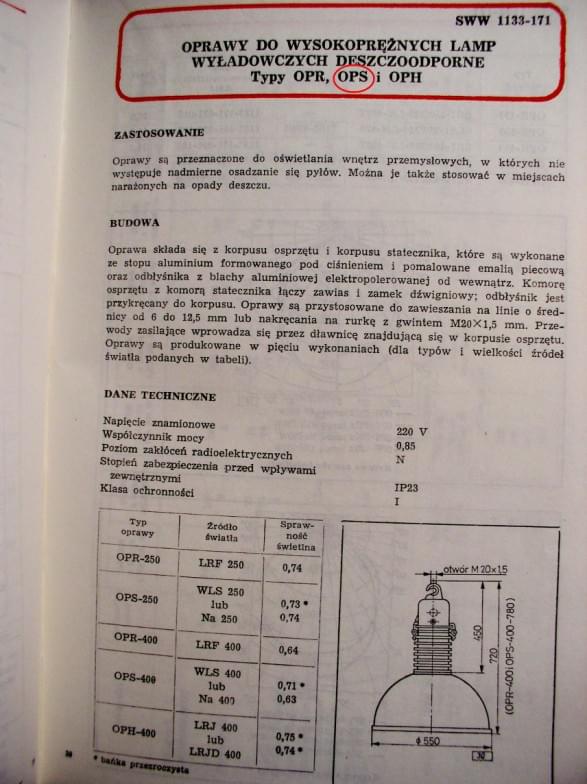 SWW 1133-171
OPRAWY DO WYSOKOPRĘŻNYCH LAMP
WYŁADOWCZYCH DESZCZOODPORNE
Typy OPR, OPS i OPH
ZASTOSOWANIE
Oprawy są przeznaczone do oświetlania wnętrz przemysłowych, w których nie
występuje nadmierne osadzanie się pyłów. Można je także stosować w miejscach
narażonych na opady deszczu.
BUDOWA
Oprawa składa się z korpusu osprzętu i korpusu statecznika, które są wykonane
ze stopu aluminium formowanego pod ciśnieniem i pomalowane emalią piecową
oraz odbłyśnika z blachy aluminiowej elektropolerowanej od wewnątrz. Komorę
osprzętu z komorą statecznika łączy zawias i zamek dźwigniowy; odbłyśnik jest
przykręcany do korpusu. Oprawy są przystosowane do zawieszania na linie o śred-
nicy od 6 do 12,5 mm lub nakręcania na rurkę z gwintem M20×1,5 mm. Prze-
wody zasilające wprowadza się przez dławnicę znajdującą się w korpusie osprzętu.
Oprawy są produkowane w pięciu wykonaniach (dla typów i wielkości źródeł
światła podanych w tabeli).
DANE TECHNICZNE
Napięcie znamionowe 220 V
Współczynnik mocy 0,85
Poziom zakłóceń radioelektrycznych N
Stopień zabezpieczenia przed wpływami
zewnętrznymi IP23
Klasa ochronności I
Typ oprawy Źródło światła Spraw-ność świetlna
OPR-250 LRF 250 0,74
OPS-250 WLS 250 0,73 *
lub
Na 250 0,74
OPR-400 LRF 400 0,64
OPS-400 WLS 400 0,71 *
lub
Na 400 0,63
OPH-400 LRJ 400 0,75 *
lub
LRJD 400 0,74 *
* bańka przezroczysta
otwór M 20×1,5
450
720
(OPR-400 i OPS-400-780)
ϕ 550